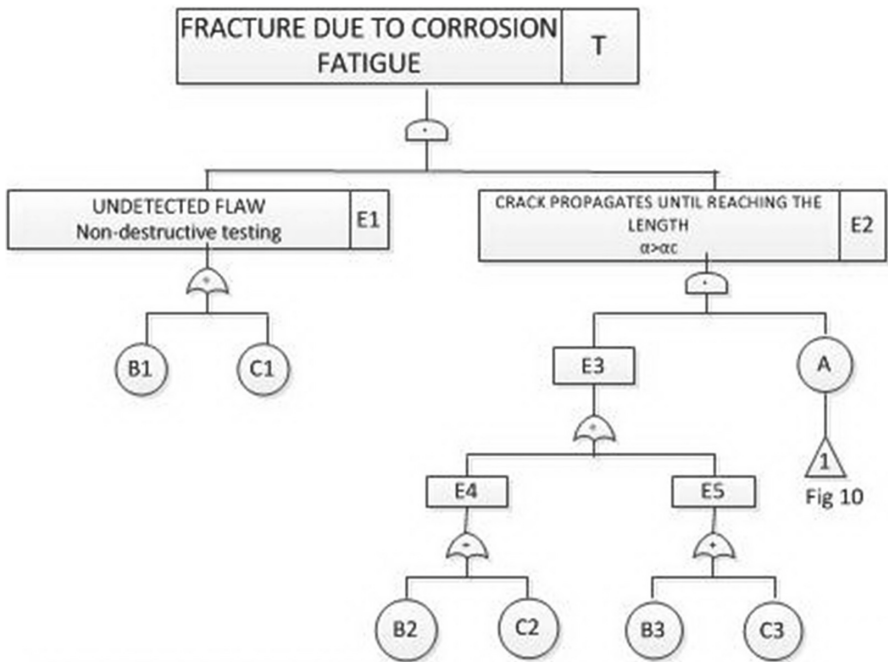 FRACTURE DUE TO CORROSION
FATIGUE
T
UNDETECTED FLAW
Non-destructive testing
E1
CRACK PROPAGATES UNTIL REACHING THE
LENGTH
α>αc
E2
B1
C1
E3
A
1
Fig 10
E4
E5
B2
C2
B3
C3